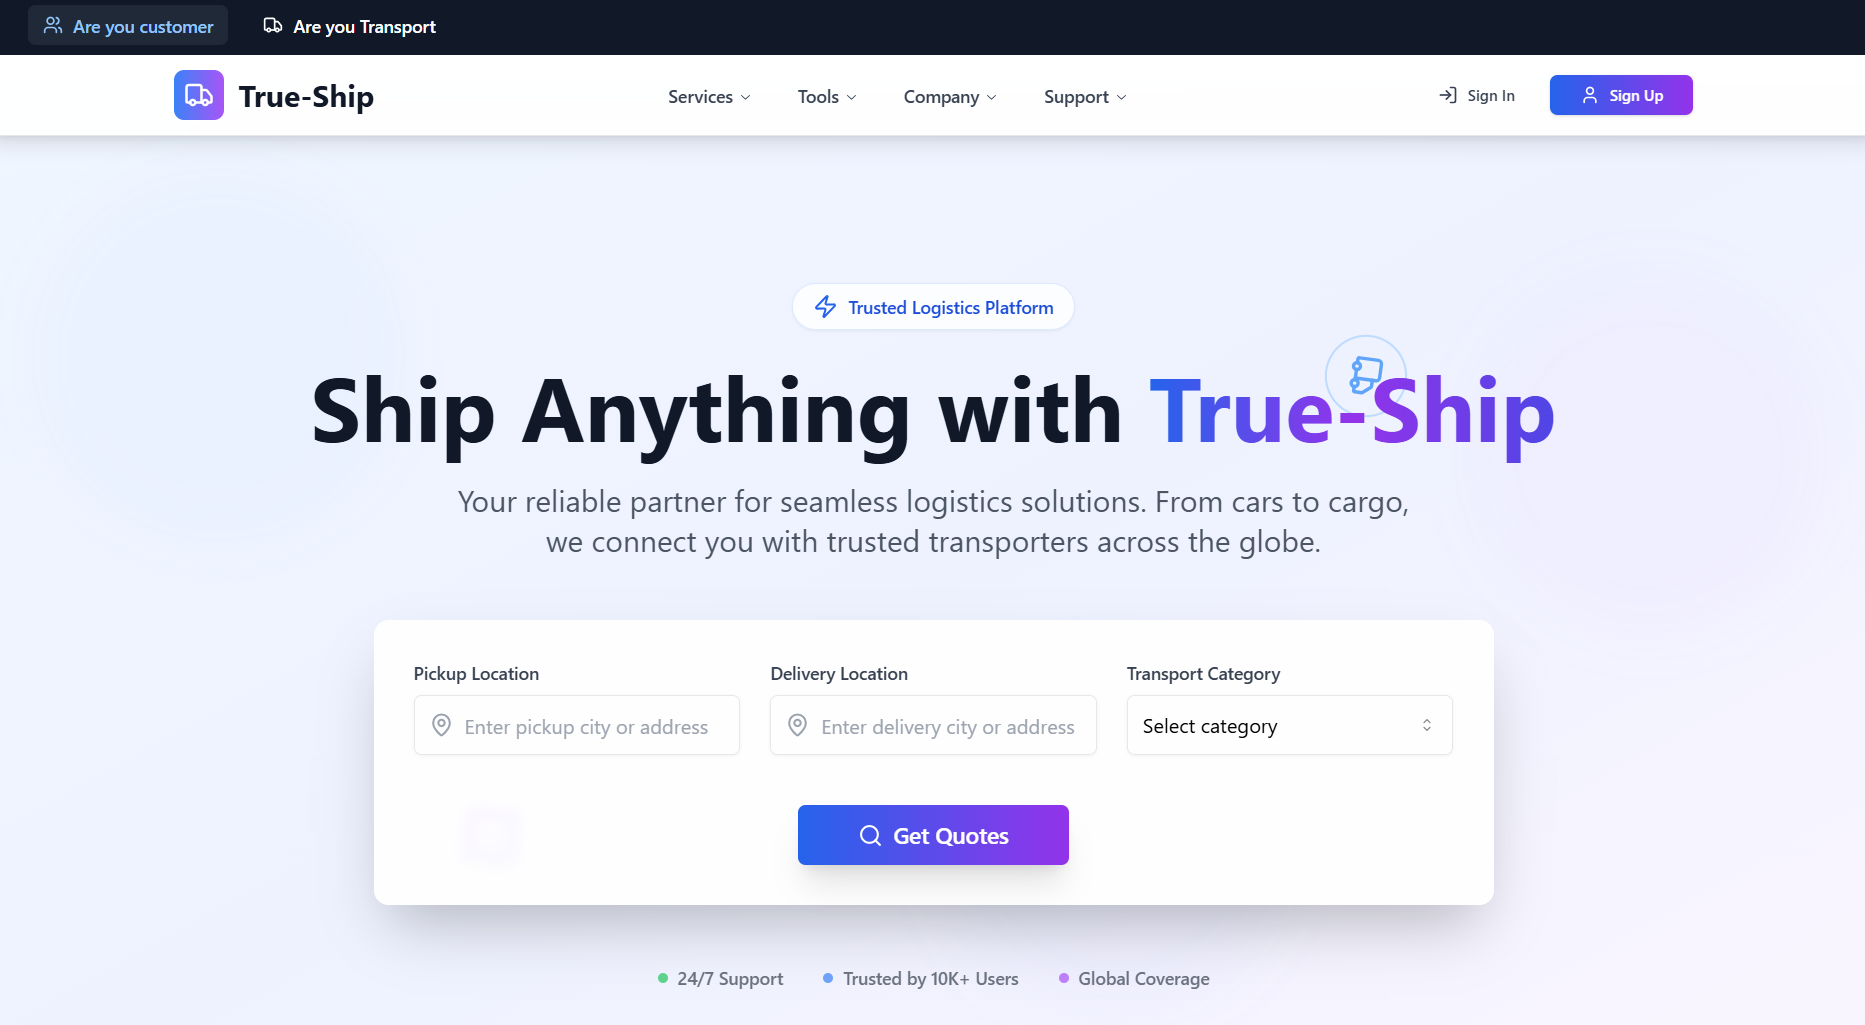 Are you customer
Are you Transport
True-Ship
Services
Tools
Company
Support
Sign In
Sign Up
Trusted Logistics Platform
Ship Anything with True-Ship
Your reliable partner for seamless logistics solutions. From cars to cargo,
we connect you with trusted transporters across the globe.
Pickup Location
Delivery Location
Transport Category
Enter pickup city or address
Enter delivery city or address
Select category
Get Quotes
24/7 Support
Trusted by 10K+ Users
Global Coverage